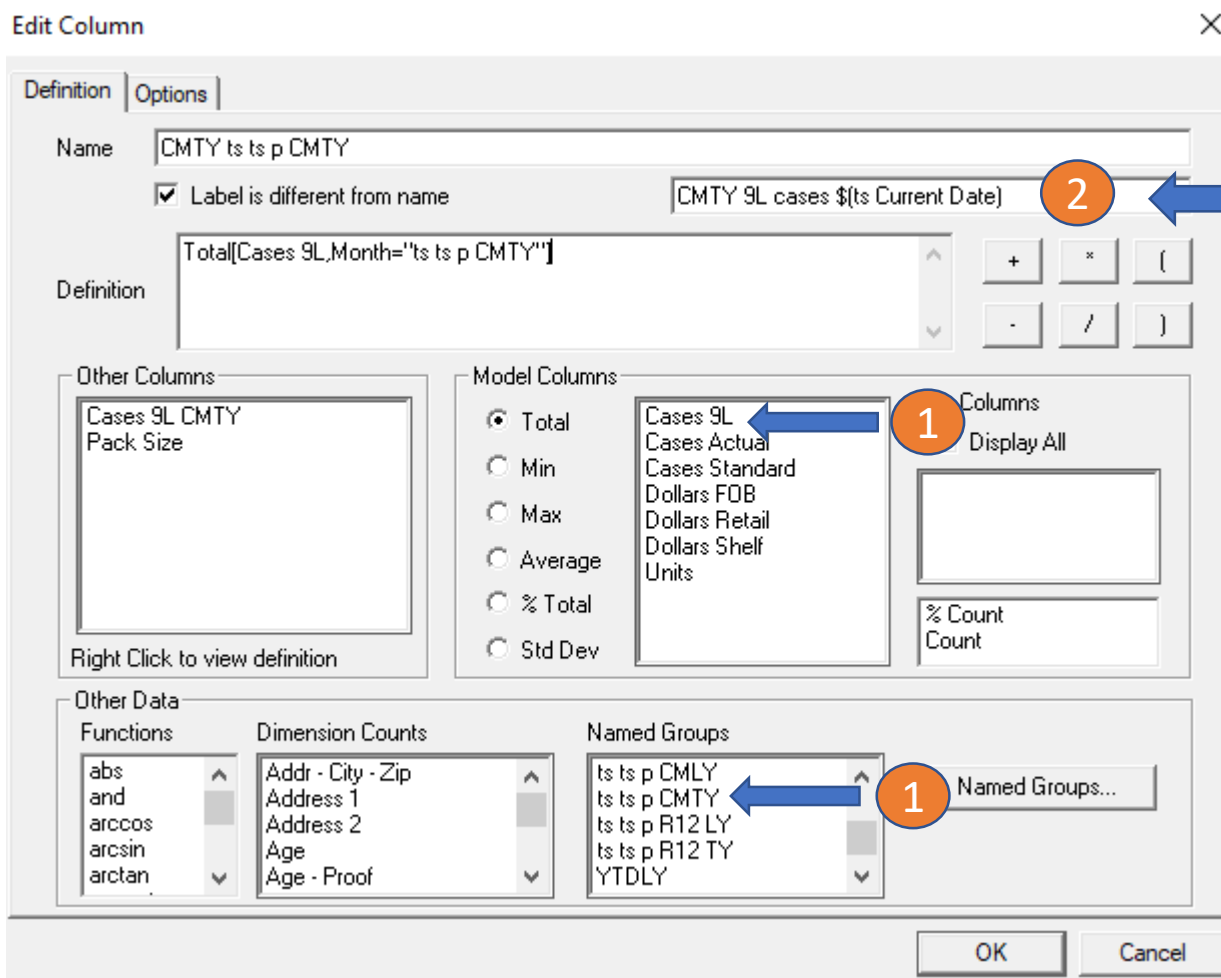 Edit Column
Definition
Options
Name
CMTY ts ts p CMTY
Label is different from name
CMTY 9L cases $(ts Current Date)
2
Definition
Total[Cases 9L,Month="ts ts p CMTY"]
+
*
(
-
/
)
Other Columns
Cases 9L CMTY
Pack Size
Right Click to view definition
Model Columns
Total
Min
Max
Average
% Total
Std Dev
Cases 9L
Cases Actual
Cases Standard
Dollars FOB
Dollars Retail
Dollars Shelf
Units
1
Columns
Display All
% Count
Count
Other Data
Functions
abs
and
arccos
arcsin
arctan
Dimension Counts
Addr - City - Zip
Address 1
Address 2
Age
Age - Proof
Named Groups
ts ts p CMLY
ts ts p CMTY
ts ts p R12 LY
ts ts p R12 TY
YTDLY
1
Named Groups...
OK
Cancel